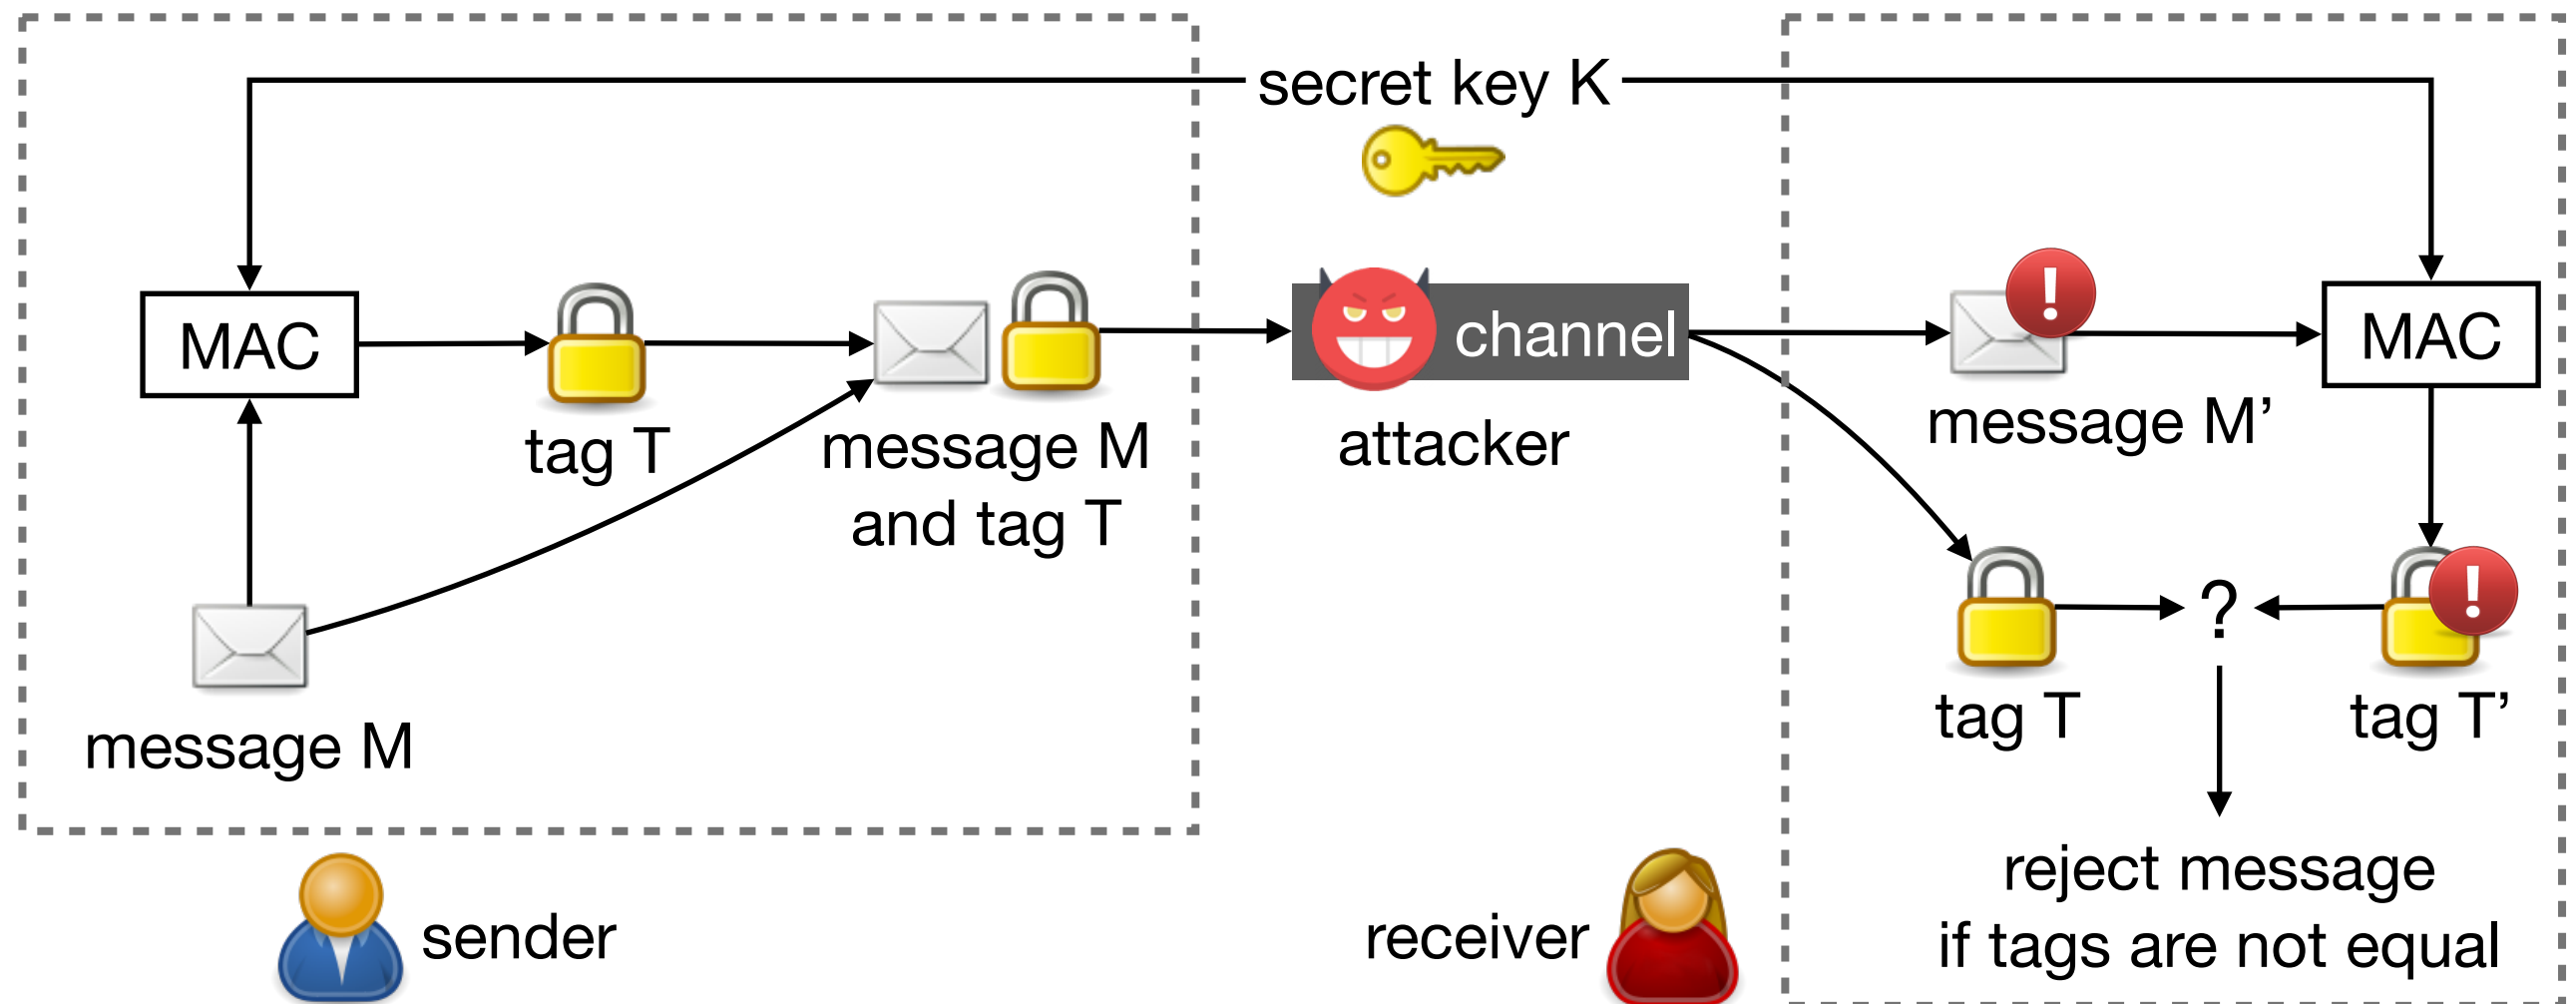 secret key K
MAC
!
channel
MAC
tag T
message M
and tag T
attacker
message M’
message M
tag T
?
!
tag T’
reject message
if tags are not equal
sender
receiver